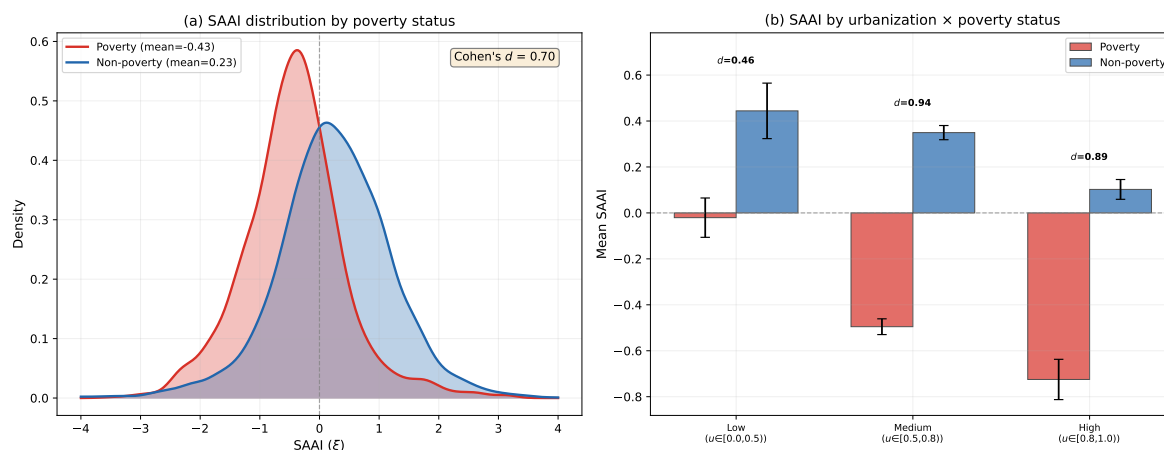 (a) SAAI distribution by poverty status
Poverty (mean=-0.43)
Non-poverty (mean=0.23)
Cohen's d = 0.70
Density
0.6
0.5
0.4
0.3
0.2
0.1
0.0
−4 −3 −2 −1 0 1 2 3 4
SAAI (ξ)
(b) SAAI by urbanization × poverty status
Poverty
Non-poverty
d=0.46
d=0.94
d=0.89
Mean SAAI
0.6
0.4
0.2
0.0
−0.2
−0.4
−0.6
−0.8
Low Medium High
(u∈[0.0,0.5)) (u∈[0.5,0.8)) (u∈[0.8,1.0))